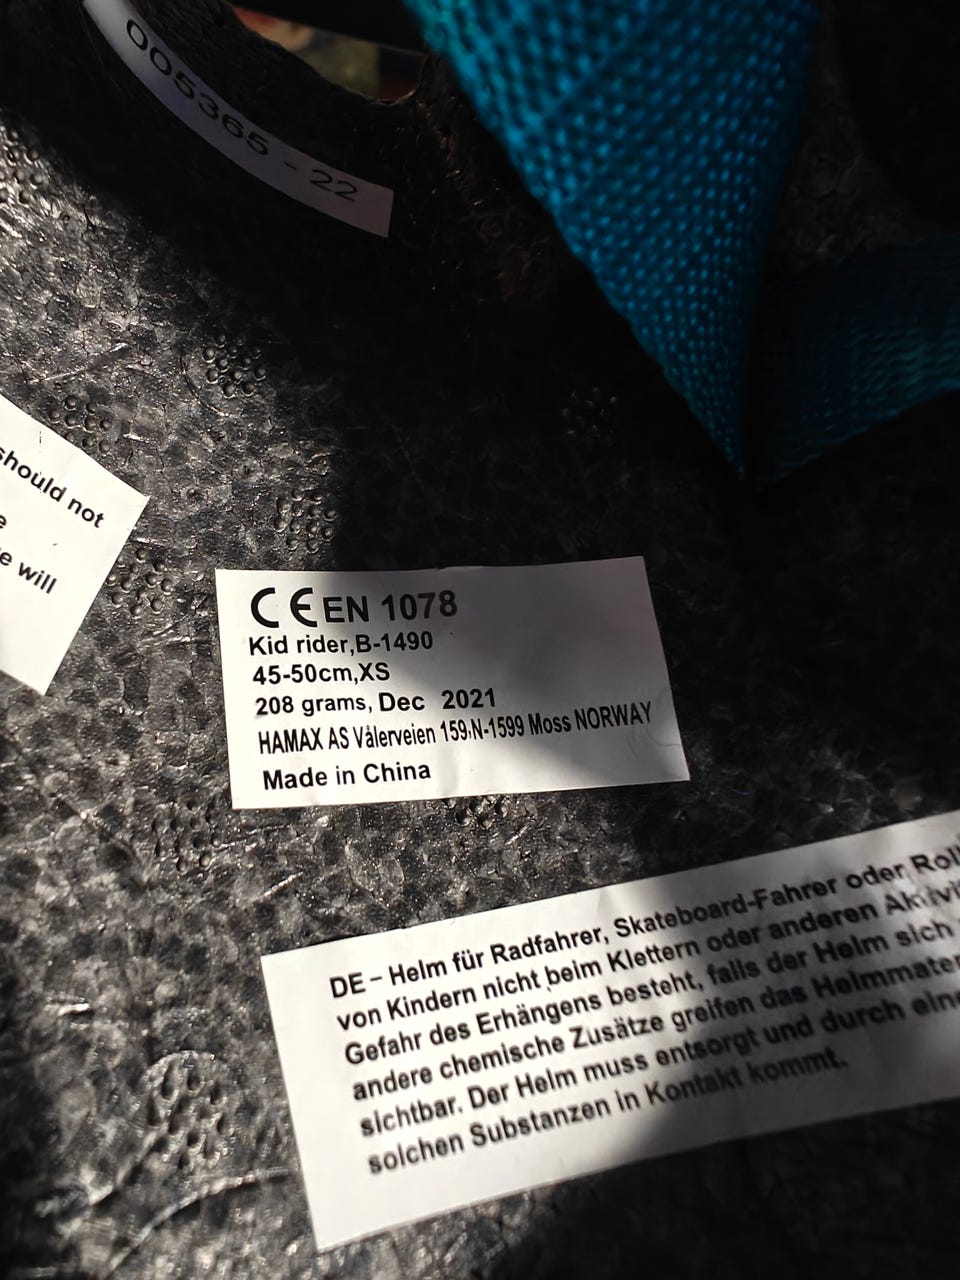 005365 - 22
should not
e will
CE EN 1078
Kid rider,B-1490
45-50cm,XS
208 grams, Dec 2021
HAMAX AS Vålerveien 159,N-1599 Moss NORWAY
Made in China
DE – Helm für Radfahrer, Skateboard-Fahrer oder Roll
von Kindern nicht beim Klettern oder anderen Aktivi
Gefahr des Erhängens besteht, falls der Helm sich
andere chemische Zusätze greifen das Helmmater
sichtbar. Der Helm muss entsorgt und durch eine
solchen Substanzen in Kontakt kommt.